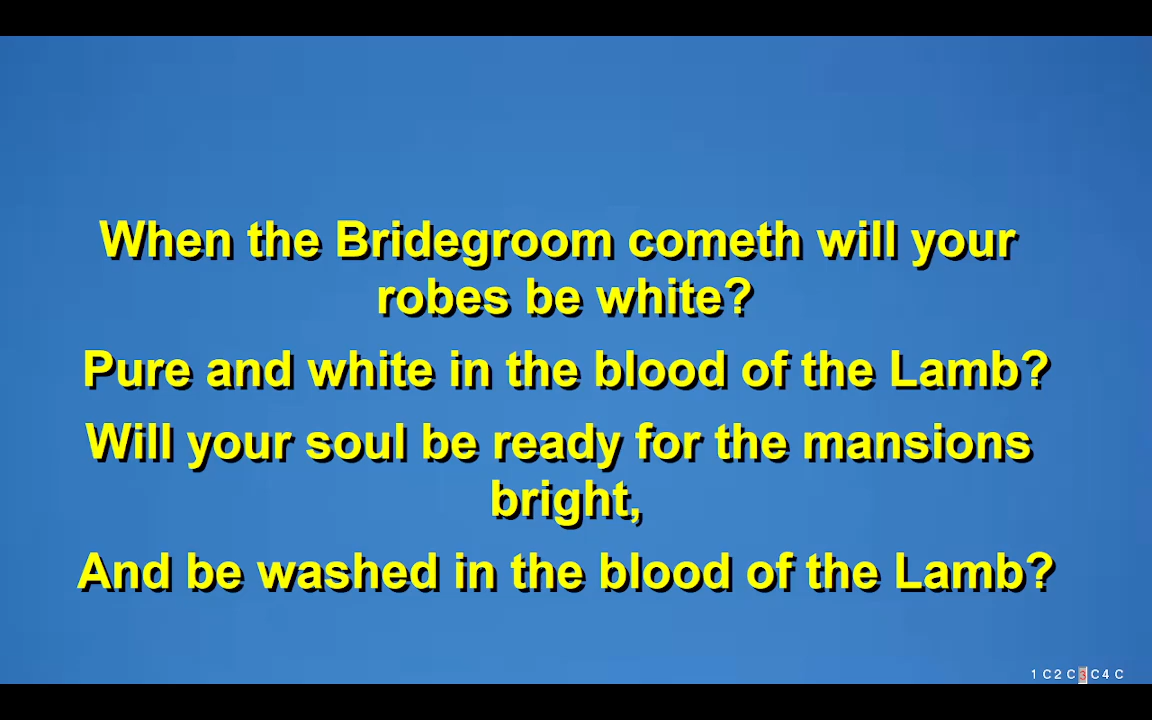 When the Bridegroom cometh will your
robes be white?
Pure and white in the blood of the Lamb?
Will your soul be ready for the mansions
bright,
And be washed in the blood of the Lamb?
1 C 2 C 3 C 4 C